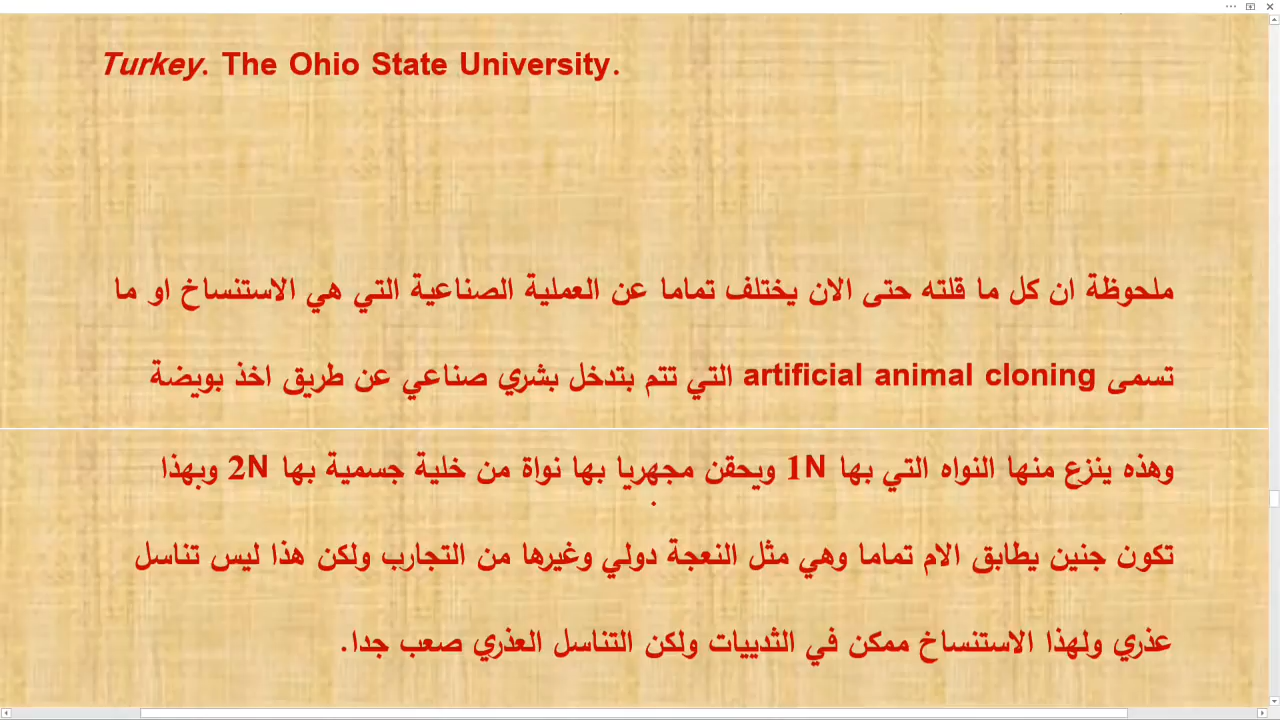 Turkey. The Ohio State University.
ملحوظة ان كل ما قلته حتى الان يختلف تماما عن العملية الصناعية التي هي الاستنساخ او ما
تسمى artificial animal cloning التي تتم بتدخل بشري صناعي عن طريق اخذ بويضة
وهذه ينزع منها النواه التي بها 1N ويحقن مجهريا بها نواة من خلية جسمية بها 2N وبهذا
تكون جنين يطابق الام تماما وهي مثل النعجة دولي وغيرها من التجارب ولكن هذا ليس تناسل
عذري ولهذا الاستنساخ ممكن في الثدييات ولكن التناسل العذري صعب جدا.